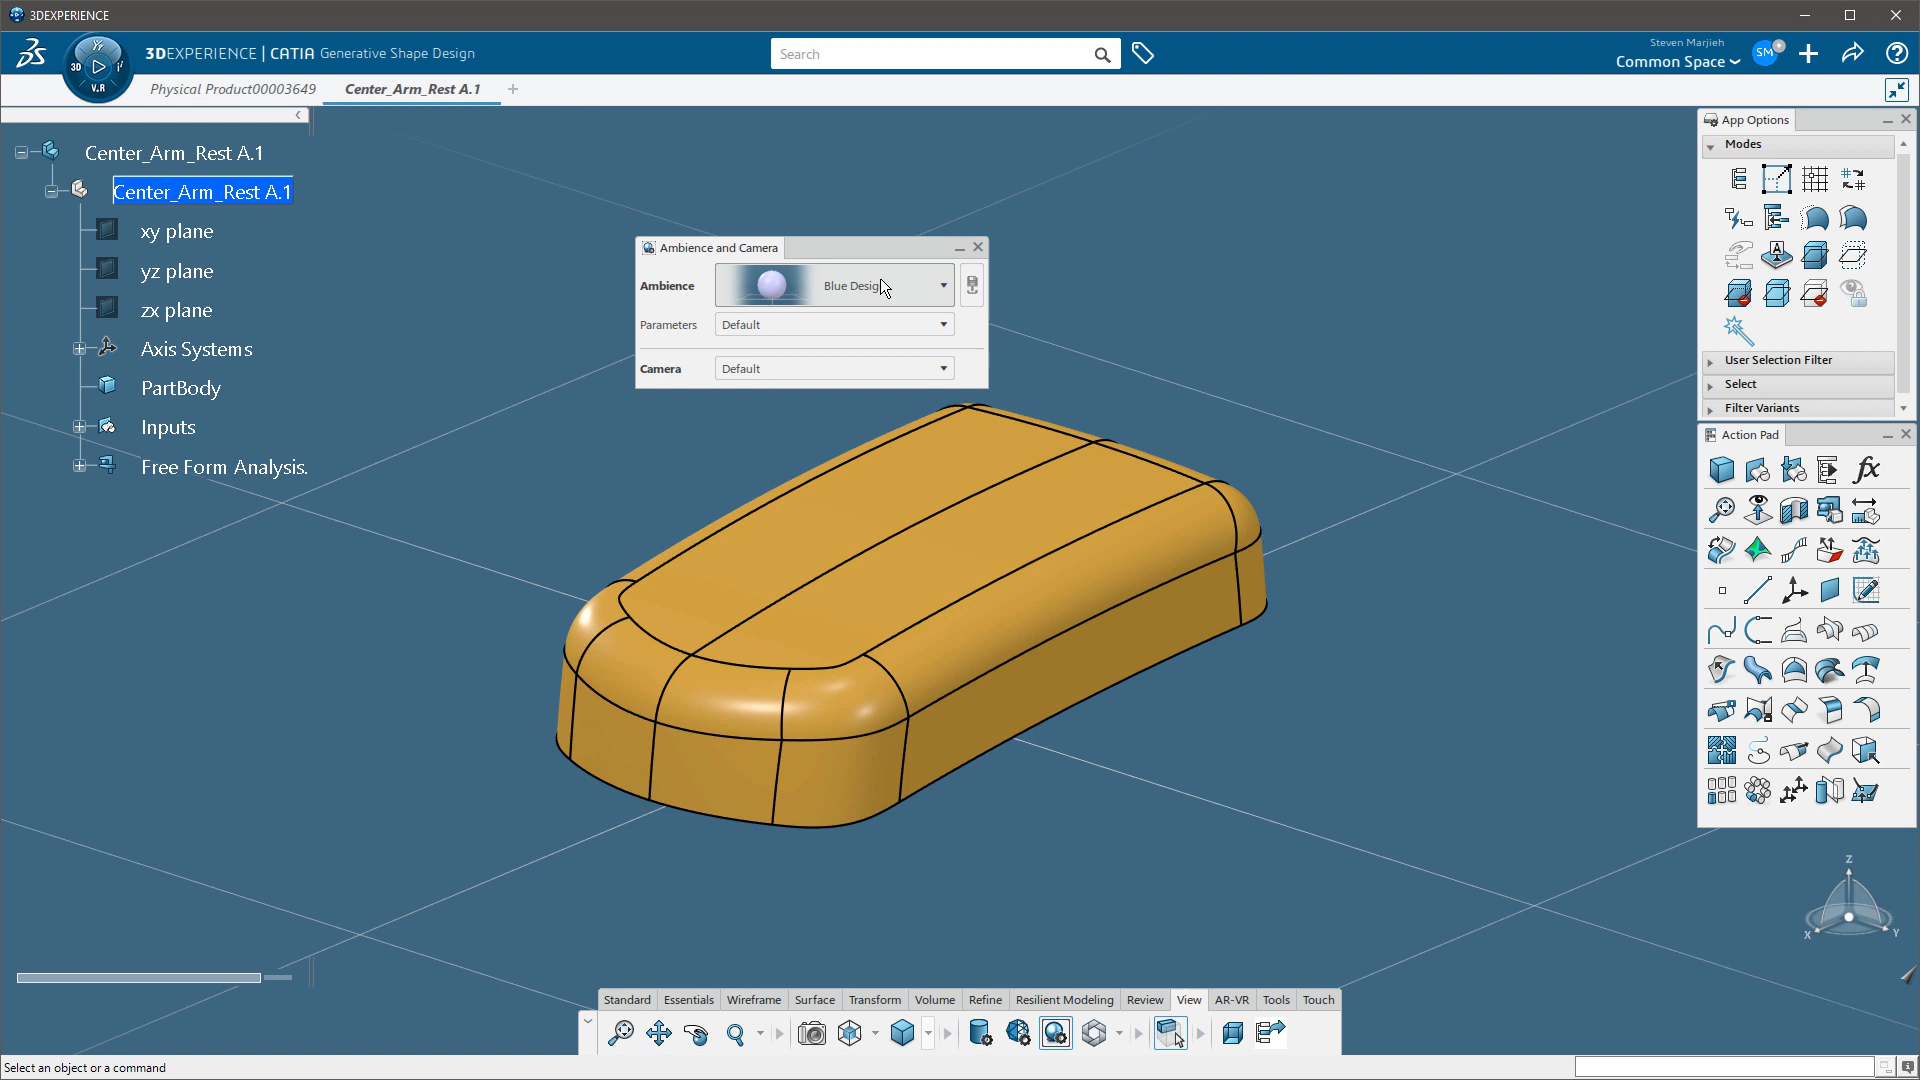 3DEXPERIENCE
3DEXPERIENCE | CATIA Generative Shape Design
Search
Steven Marjieh
Common Space
SM
3D
V.R
Physical Product00003649
Center_Arm_Rest A.1
Center_Arm_Rest A.1
Center_Arm_Rest A.1
xy plane
yz plane
zx plane
Axis Systems
PartBody
Inputs
Free Form Analysis.
Ambience and Camera
Ambience
Blue Desig
Parameters
Default
Camera
Default
App Options
Modes
User Selection Filter
Select
Filter Variants
Action Pad
fx
Z
X
Y
Standard Essentials Wireframe Surface Transform Volume Refine Resilient Modeling Review View AR-VR Tools Touch
Select an object or a command